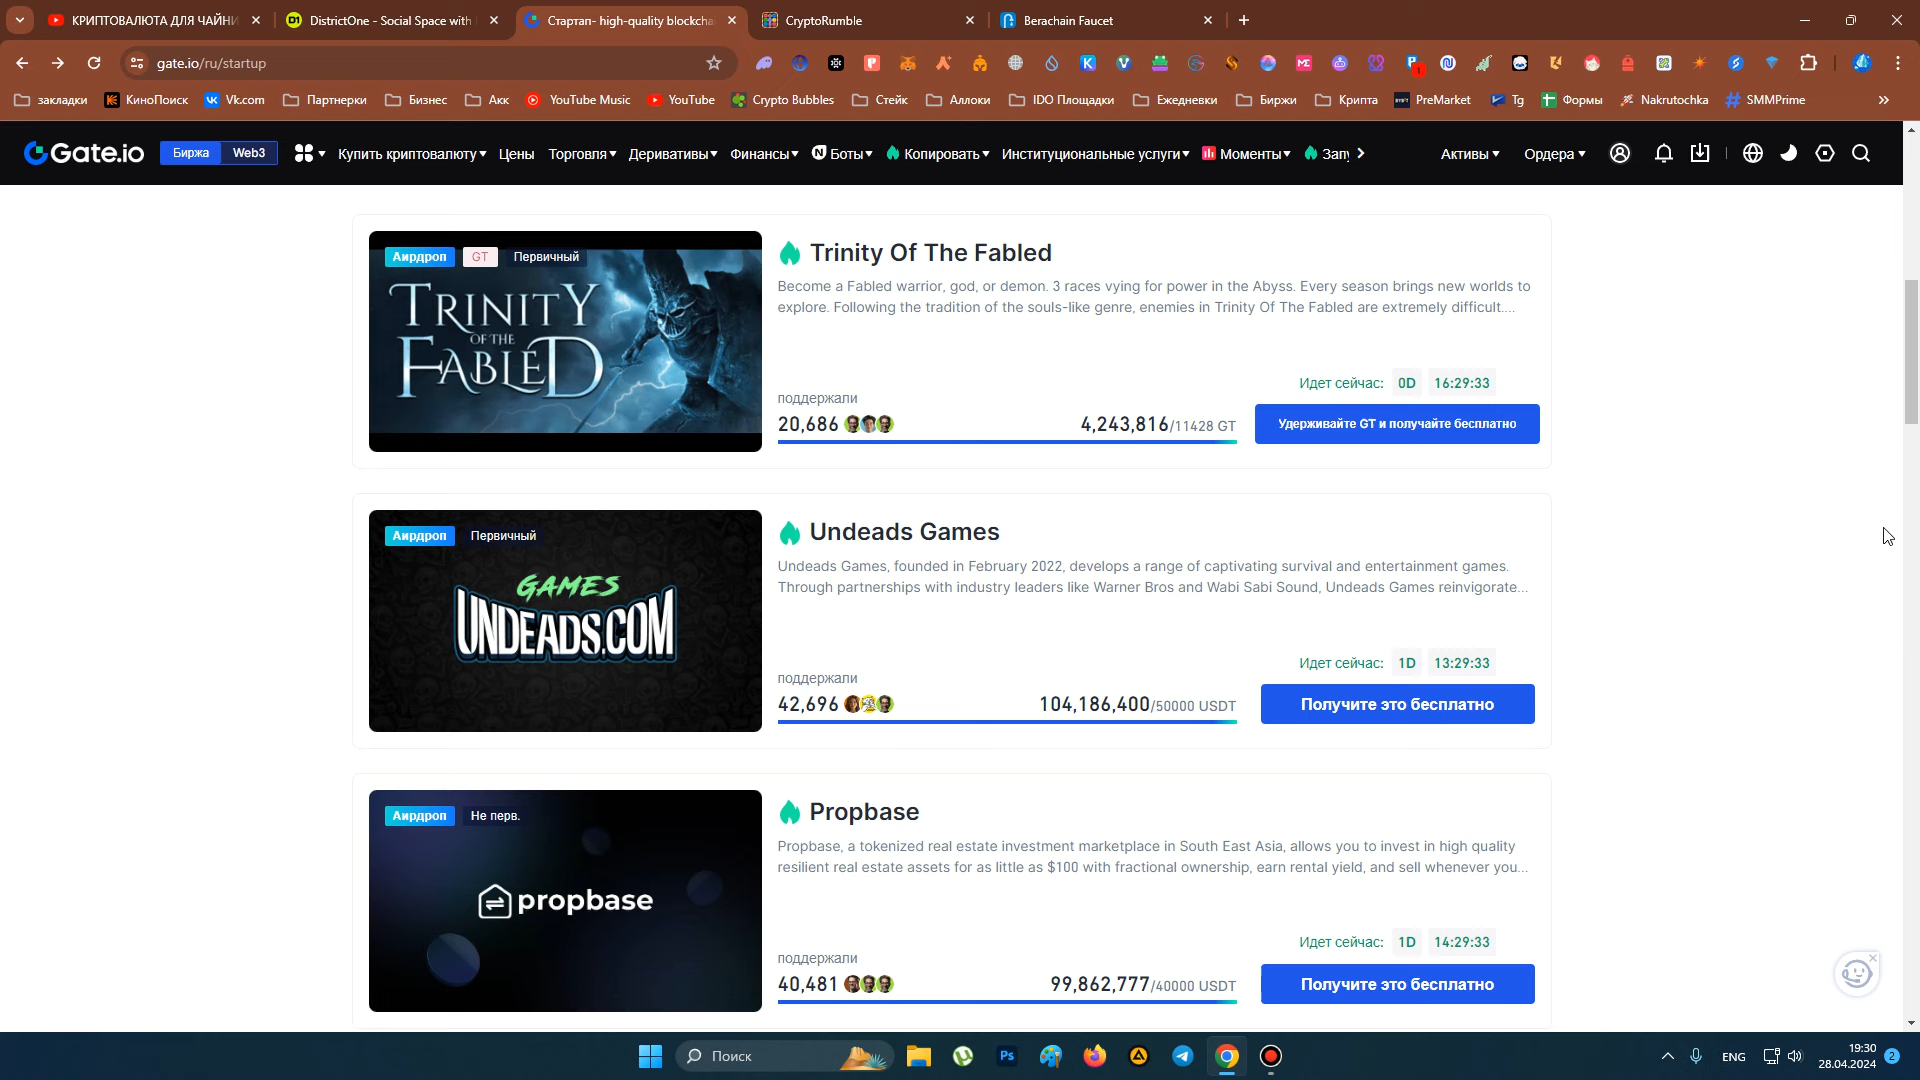 КРИПТОВАЛЮТА ДЛЯ ЧАЙНИ
DistrictOne - Social Space with
Стартап- high-quality blockcha
CryptoRumble
Berachain Faucet
gate.io/ru/startup
закладки
КиноПоиск
Vk.com
Партнерки
Бизнес
Акк
YouTube Music
YouTube
Crypto Bubbles
Стейк
Аллоки
IDO Площадки
Ежедневки
Биржи
Крипта
PreMarket
Tg
Формы
Nakrutochka
SMMPrime
Gate.io
Биржа
Web3
Купить криптовалюту
Цены
Торговля
Деривативы
Финансы
Боты
Копировать
Институциональные услуги
Моменты
Запу
Активы
Ордера
Аирдроп
GT
Первичный
TRINITY
OF THE
FABLED
Trinity Of The Fabled
Become a Fabled warrior, god, or demon. 3 races vying for power in the Abyss. Every season brings new worlds to
explore. Following the tradition of the souls-like genre, enemies in Trinity Of The Fabled are extremely difficult....
Идет сейчас: 0D 16:29:33
поддержали
20,686
4,243,816/11428 GT
Удерживайте GT и получайте бесплатно
Аирдроп
Первичный
GAMES
UNDEADS.COM
Undeads Games
Undeads Games, founded in February 2022, develops a range of captivating survival and entertainment games.
Through partnerships with industry leaders like Warner Bros and Wabi Sabi Sound, Undeads Games reinvigorate...
Идет сейчас: 1D 13:29:33
поддержали
42,696
104,186,400/50000 USDT
Получите это бесплатно
Аирдроп
Не перв.
propbase
Propbase
Propbase, a tokenized real estate investment marketplace in South East Asia, allows you to invest in high quality
resilient real estate assets for as little as $100 with fractional ownership, earn rental yield, and sell whenever you...
Идет сейчас: 1D 14:29:33
поддержали
40,481
99,862,777/40000 USDT
Получите это бесплатно
Поиск
Ps
ENG
19:30
28.04.2024
2